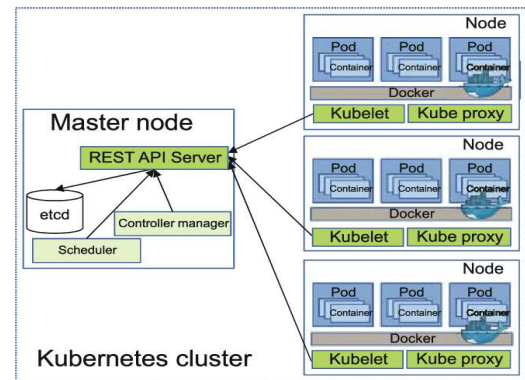 Master node
REST API Server
etcd
Controller manager
Scheduler
Kubernetes cluster
Node
Pod Pod Pod
Container Container Container
Docker
Kubelet Kube proxy
Node
Pod Pod Pod
Container Container Container
Docker
Kubelet Kube proxy
Node
Pod Pod Pod
Container Container Container
Docker
Kubelet Kube proxy